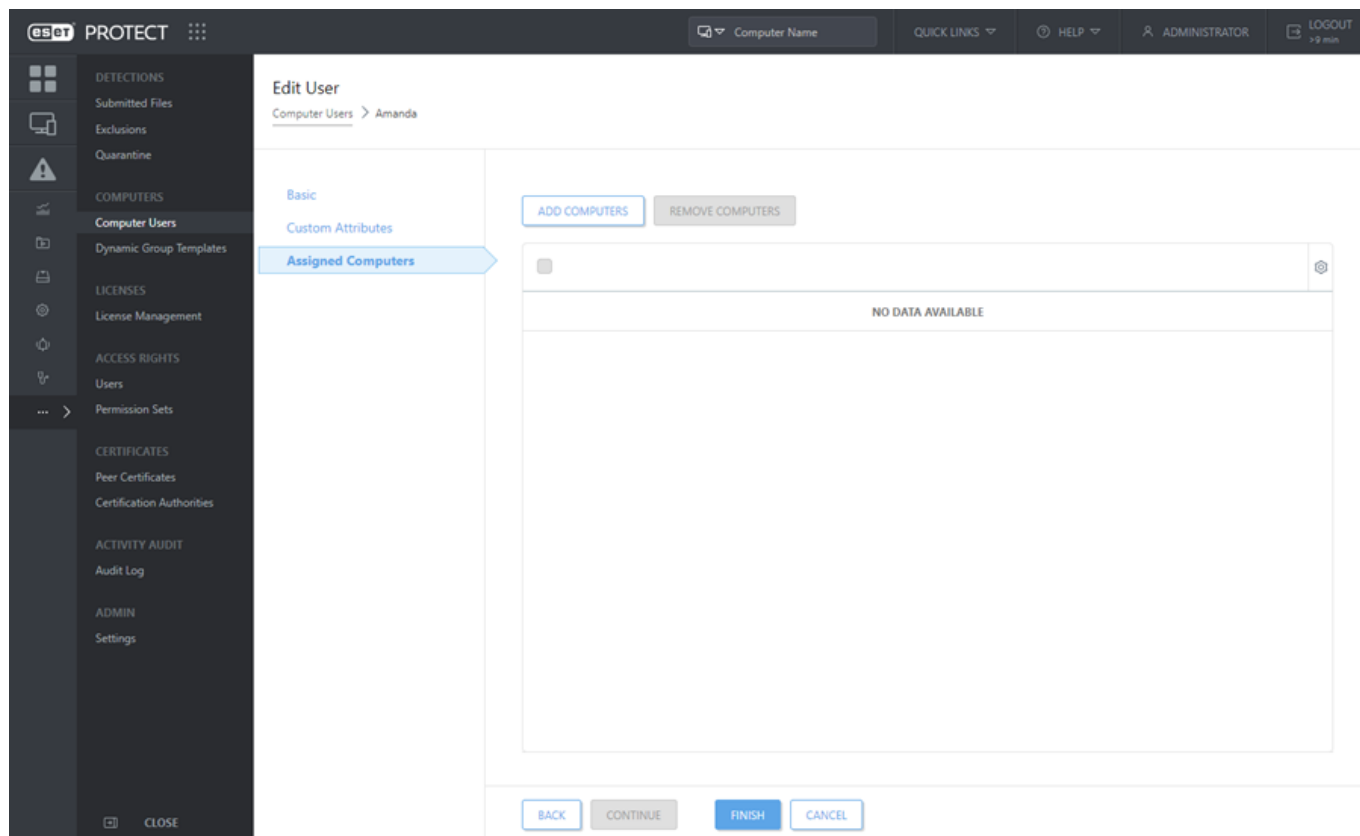 eset PROTECT
Computer Name
QUICK LINKS
HELP
ADMINISTRATOR
LOGOUT
>9 min
DETECTIONS
Submitted Files
Exclusions
Quarantine
COMPUTERS
Computer Users
Dynamic Group Templates
LICENSES
License Management
ACCESS RIGHTS
Users
Permission Sets
CERTIFICATES
Peer Certificates
Certification Authorities
ACTIVITY AUDIT
Audit Log
ADMIN
Settings
CLOSE
Edit User
Computer Users > Amanda
Basic
Custom Attributes
Assigned Computers
ADD COMPUTERS
REMOVE COMPUTERS
NO DATA AVAILABLE
BACK
CONTINUE
FINISH
CANCEL